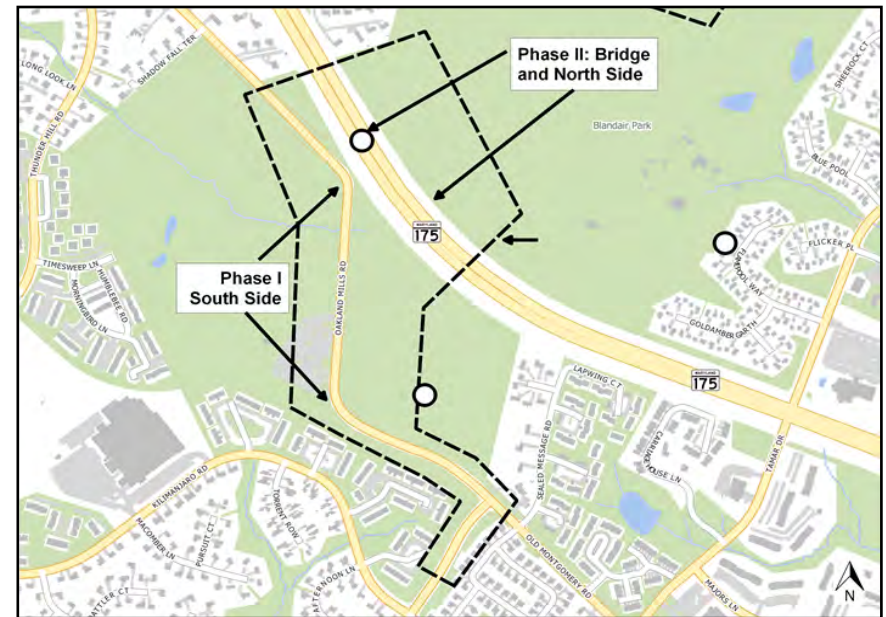 SHADOW FALL TER
LONG LOOK LN
THUNDER HILL RD
Phase II: Bridge
and North Side
Blandair Park
SHEEROCK CT
BLUE POOL
FLICKER PL
MARYLAND
175
Phase I
South Side
TIMESWEEP LN
HUMBLEBEE RD
MORNINGBIRD LN
OAKLAND MILLS RD
GOLDAMBER GARTH
MARYLAND
175
LAPWING CT
CARRIAGE HOUSE LN
TAMAR DR
SEALED MESSAGE RD
KILIMANJARO RD
TORRENT ROW
MACOMBER LN
PURSUIT CT
AFTERNOON LN
OLD MONTGOMERY RD
MAJORS LN
N